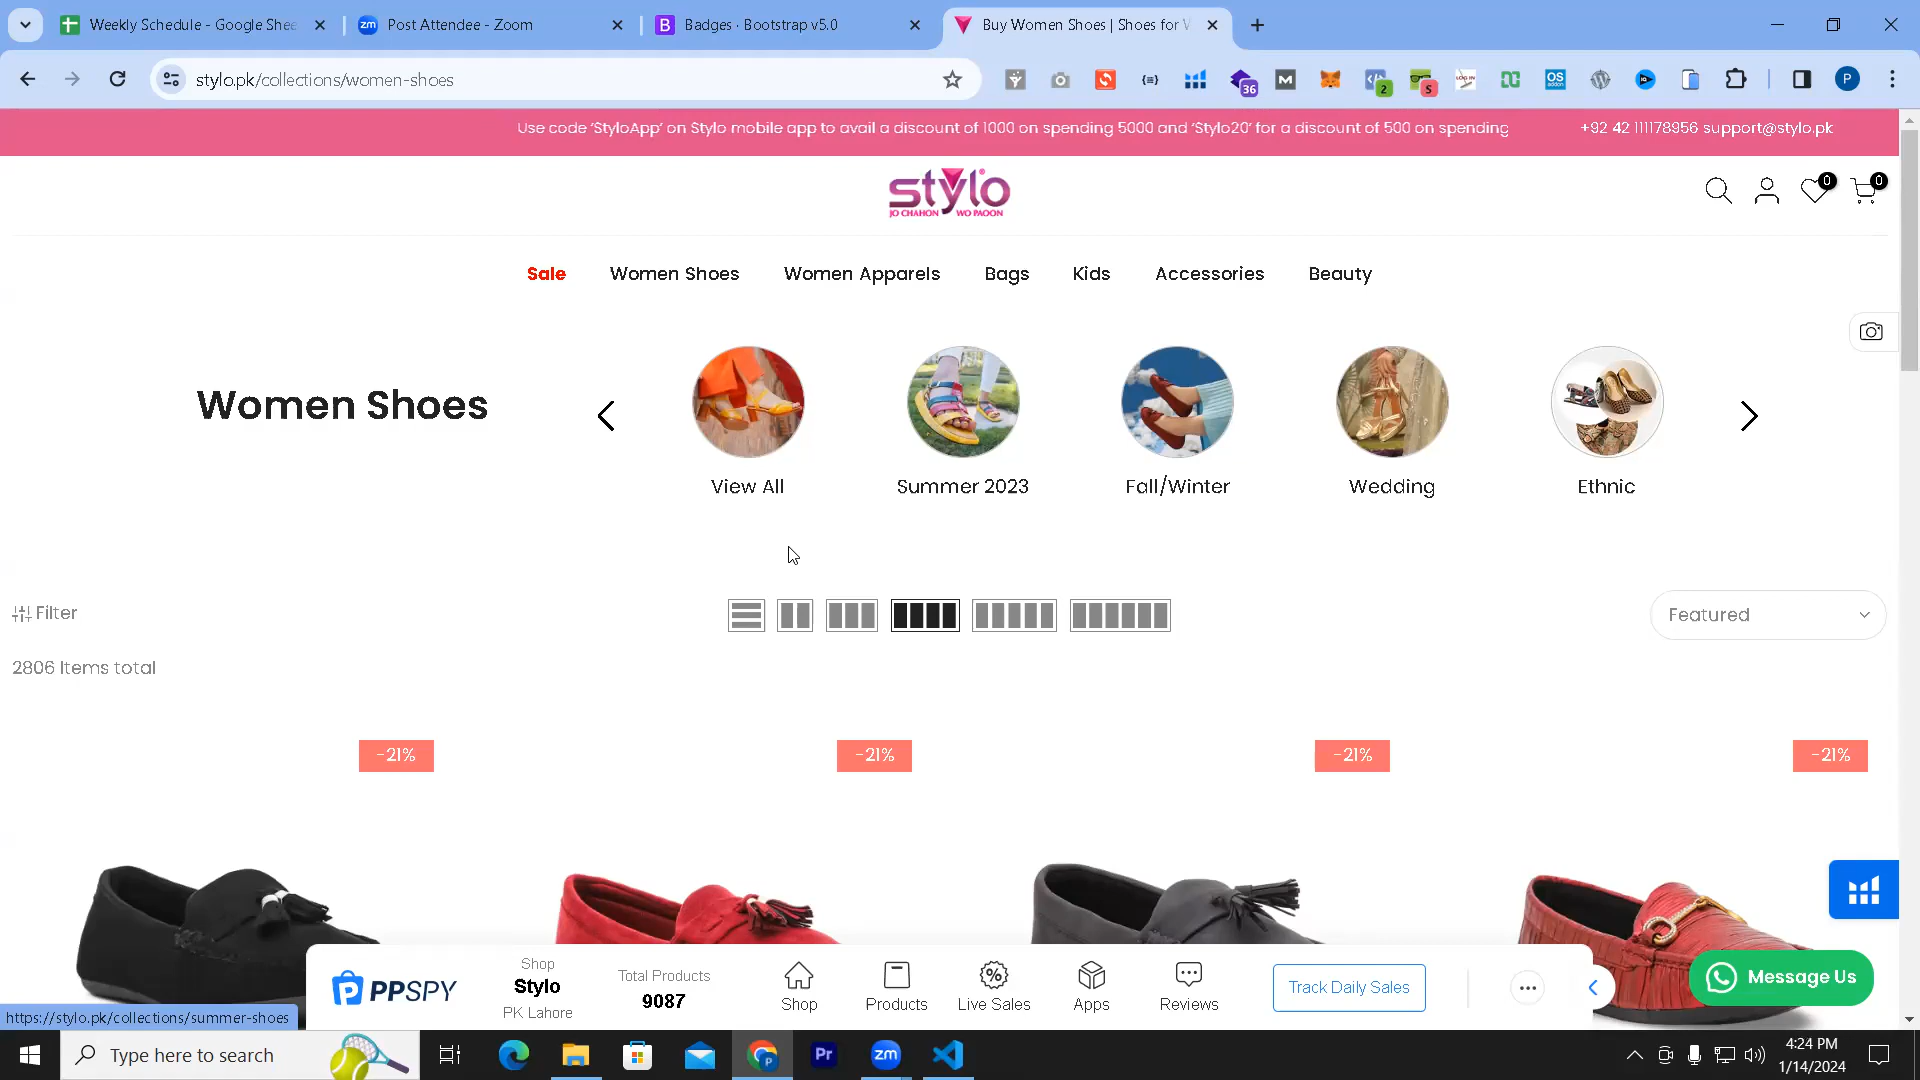 Weekly Schedule - Google Shee
Post Attendee - Zoom
B
Badges · Bootstrap v5.0
Buy Women Shoes | Shoes for W
stylo.pk/collections/women-shoes
36
2
S
P
Use code ‘StyloApp’ on Stylo mobile app to avail a discount of 1000 on spending 5000 and ‘Stylo20’ for a discount of 500 on spending
+92 42 111178956 support@stylo.pk
stylo
JO CHAHON WO PAOON
0
0
Sale
Women Shoes
Women Apparels
Bags
Kids
Accessories
Beauty
Women Shoes
View All
Summer 2023
Fall/Winter
Wedding
Ethnic
Filter
Featured
2806 Items total
-21%
-21%
-21%
-21%
PPSPY
Shop
Stylo
PK Lahore
Total Products
9087
Shop
Products
Live Sales
Apps
Reviews
Track Daily Sales
Message Us
https://stylo.pk/collections/summer-shoes
Type here to search
Pr
zm
4:24 PM
1/14/2024